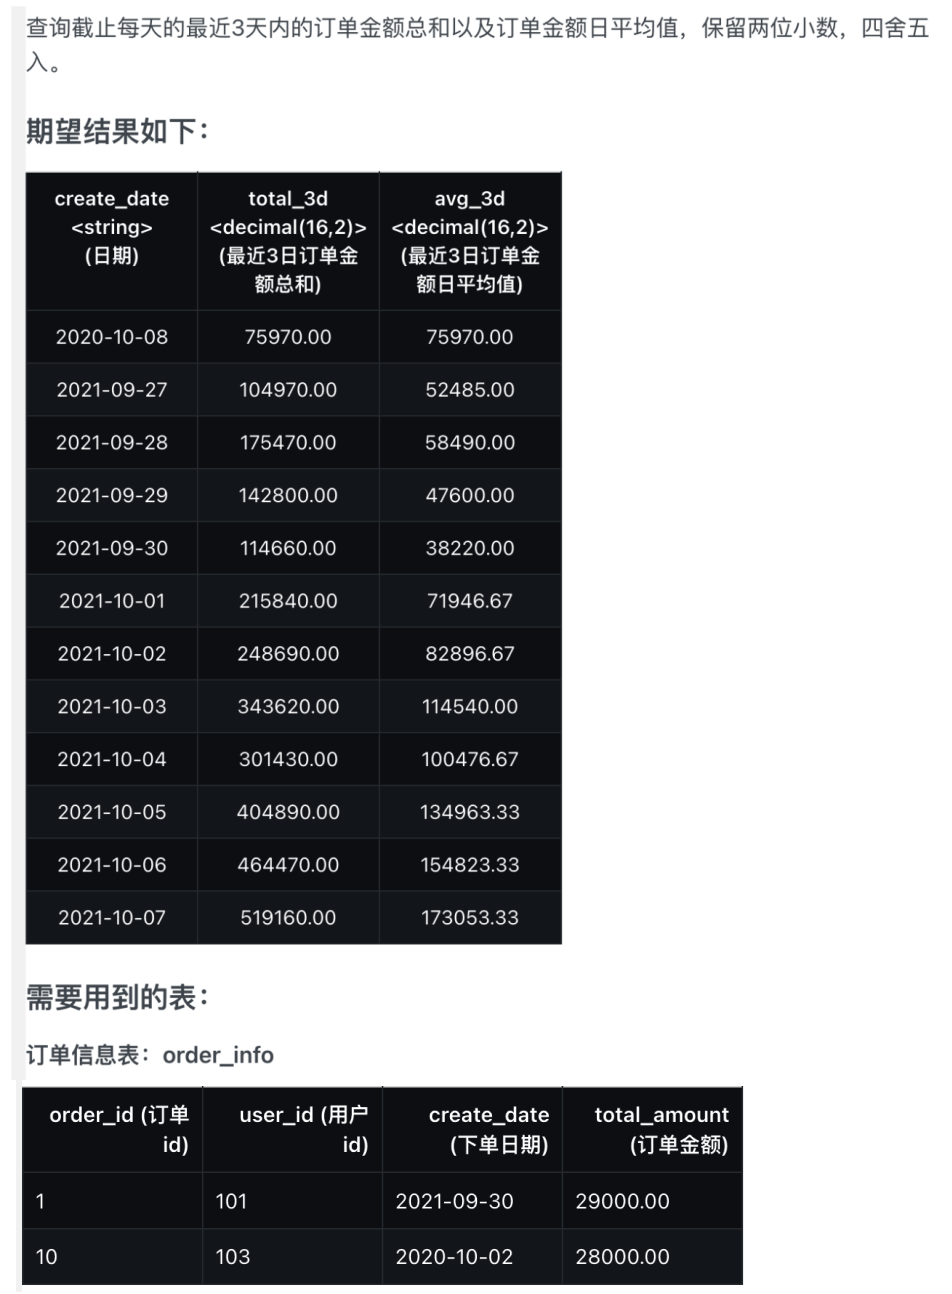 查询截止每天的最近3天内的订单金额总和以及订单金额日平均值，保留两位小数，四舍五
入。
期望结果如下：
create_date <string> (日期) total_3d <decimal(16,2)> (最近3日订单金额总和) avg_3d <decimal(16,2)> (最近3日订单金额日平均值)
2020-10-08 75970.00 75970.00
2021-09-27 104970.00 52485.00
2021-09-28 175470.00 58490.00
2021-09-29 142800.00 47600.00
2021-09-30 114660.00 38220.00
2021-10-01 215840.00 71946.67
2021-10-02 248690.00 82896.67
2021-10-03 343620.00 114540.00
2021-10-04 301430.00 100476.67
2021-10-05 404890.00 134963.33
2021-10-06 464470.00 154823.33
2021-10-07 519160.00 173053.33
需要用到的表：
订单信息表：order_info
order_id (订单id) user_id (用户id) create_date (下单日期) total_amount (订单金额)
1 101 2021-09-30 29000.00
10 103 2020-10-02 28000.00